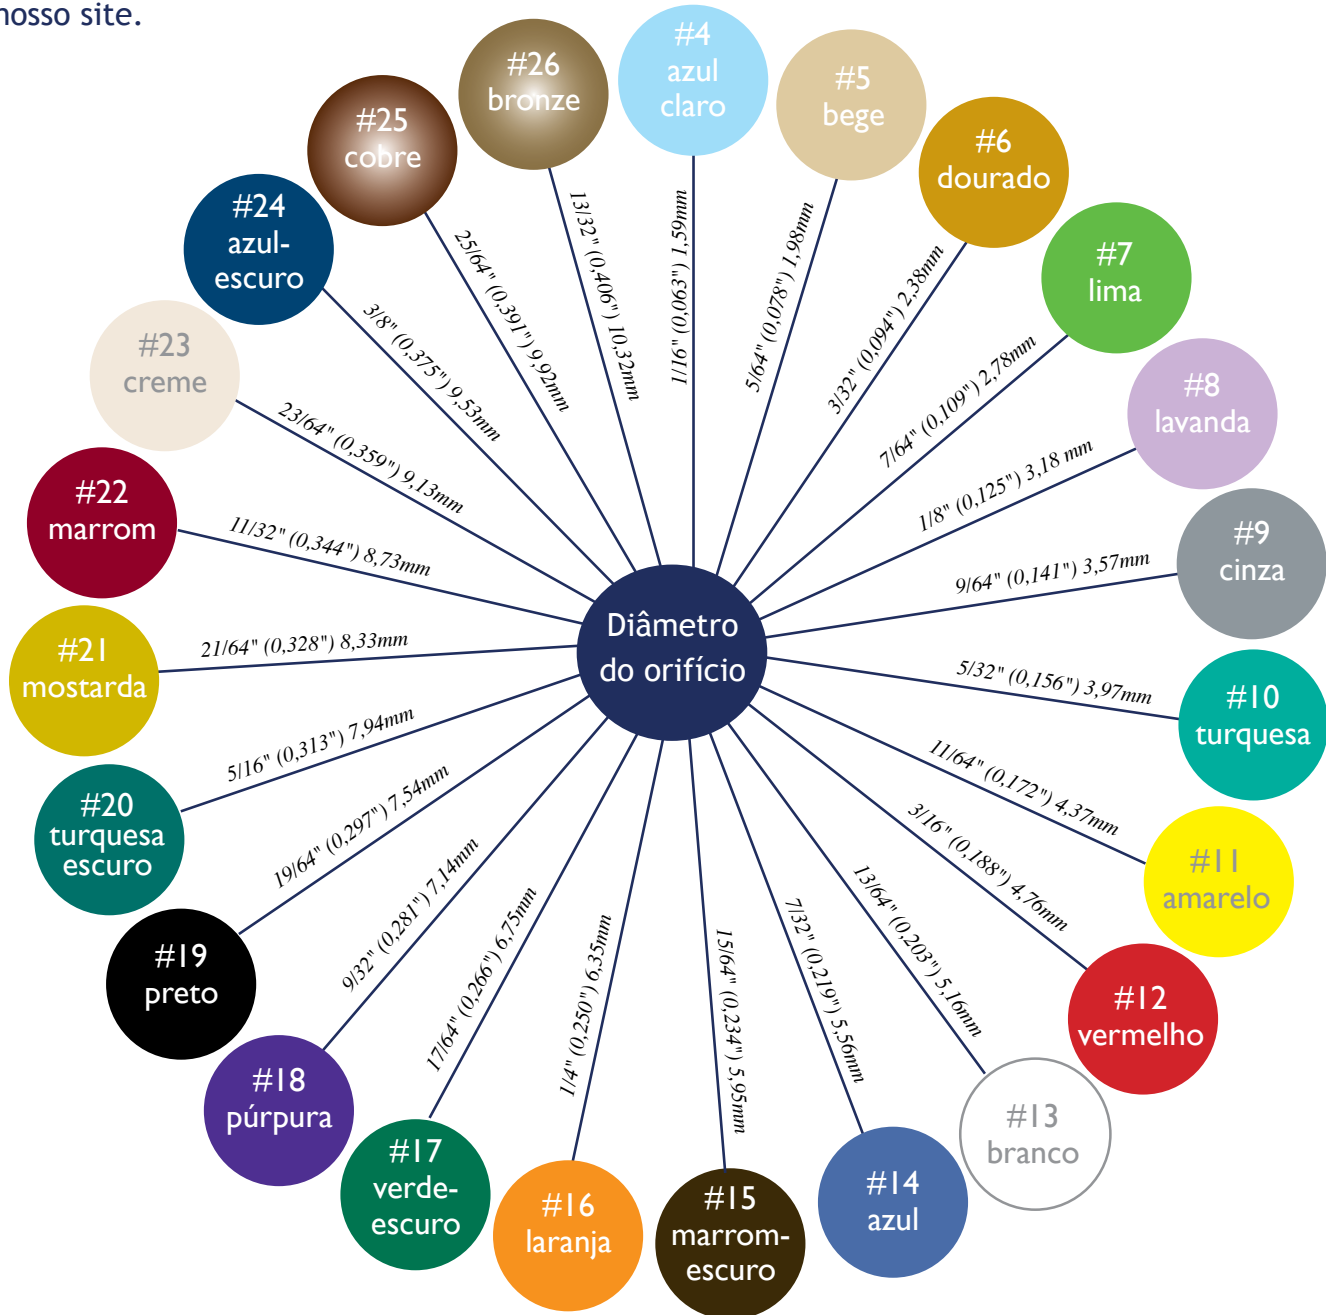 nosso site.
#4
azul
claro
1/16" (0,063") 1,59mm
#5
bege
5/64" (0,078") 1,98mm
#6
dourado
3/32" (0,094") 2,38mm
#7
lima
7/64" (0,109") 2,78mm
#8
lavanda
1/8" (0,125") 3,18 mm
#9
cinza
9/64" (0,141") 3,57mm
#10
turquesa
5/32" (0,156") 3,97mm
#11
amarelo
11/64" (0,172") 4,37mm
#12
vermelho
3/16" (0,188") 4,76mm
#13
branco
13/64" (0,203") 5,16mm
#14
azul
7/32" (0,219") 5,56mm
#15
marrom-
escuro
15/64" (0,234") 5,95mm
#16
laranja
1/4" (0,250") 6,35mm
#17
verde-
escuro
17/64" (0,266") 6,75mm
#18
púrpura
9/32" (0,281") 7,14mm
#19
preto
19/64" (0,297") 7,54mm
#20
turquesa
escuro
5/16" (0,313") 7,94mm
#21
mostarda
21/64" (0,328") 8,33mm
#22
marrom
11/32" (0,344") 8,73mm
#23
creme
23/64" (0,359") 9,13mm
#24
azul-
escuro
3/8" (0,375") 9,53mm
#25
cobre
25/64" (0,391") 9,92mm
#26
bronze
13/32" (0,406") 10,32mm
Diâmetro
do orifício